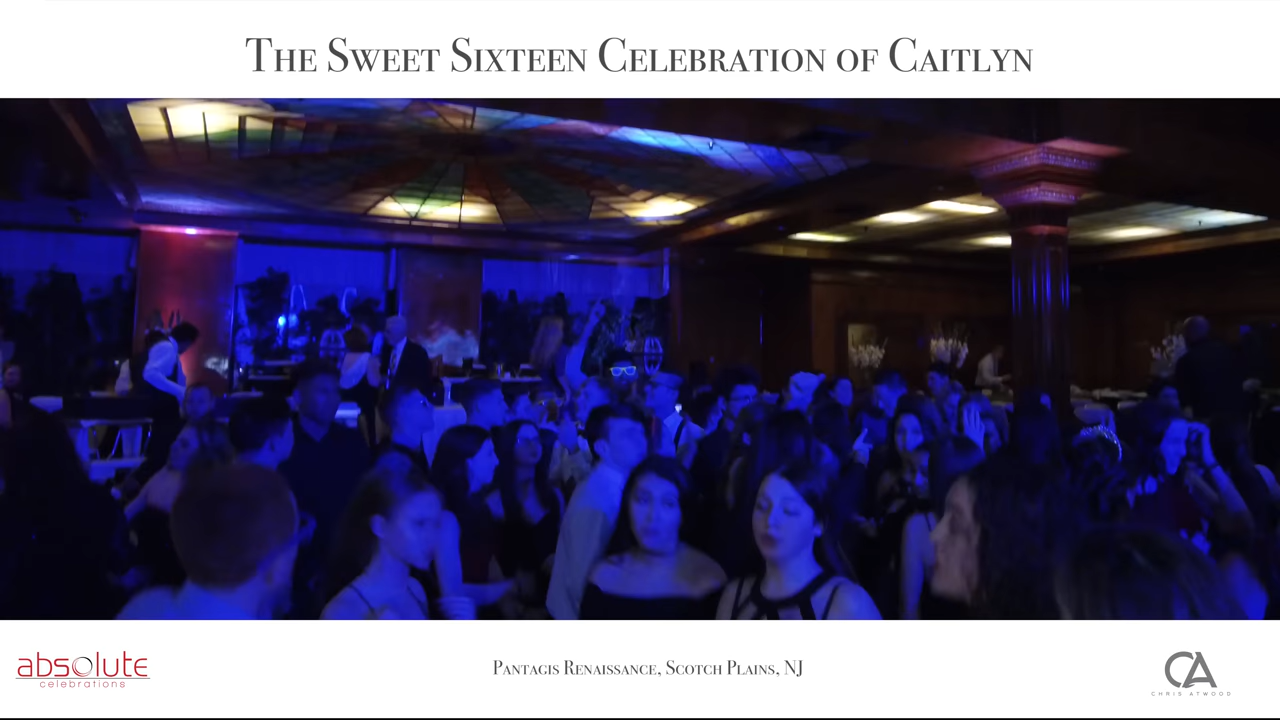 The Sweet Sixteen Celebration of Caitlyn
absolute
celebrations
Pantagis Renaissance, Scotch Plains, NJ
CA
CHRIS ATWOOD